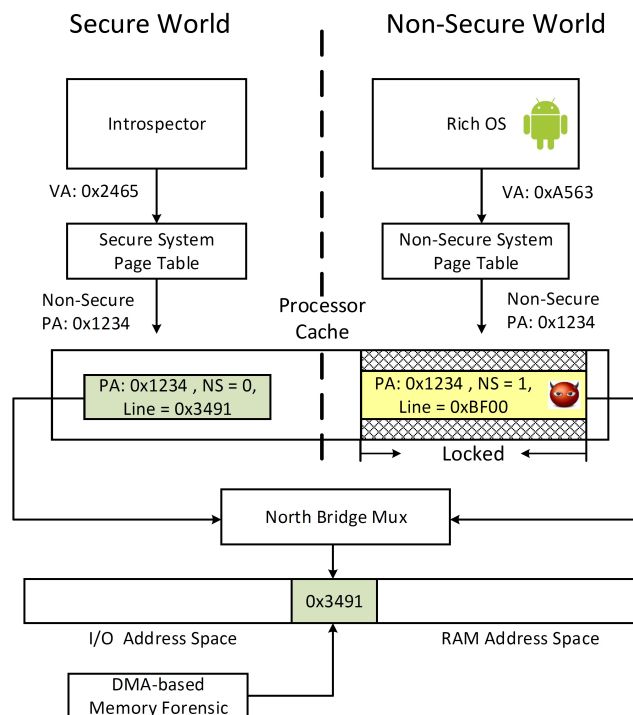 Secure World
Non-Secure World
Introspector
Rich OS
VA: 0x2465
VA: 0xA563
Secure System
Page Table
Non-Secure System
Page Table
Non-Secure
PA: 0x1234
Processor
Cache
Non-Secure
PA: 0x1234
PA: 0x1234 , NS = 0,
Line = 0x3491
PA: 0x1234 , NS = 1,
Line = 0xBF00
Locked
North Bridge Mux
0x3491
I/O Address Space
RAM Address Space
DMA-based
Memory Forensic